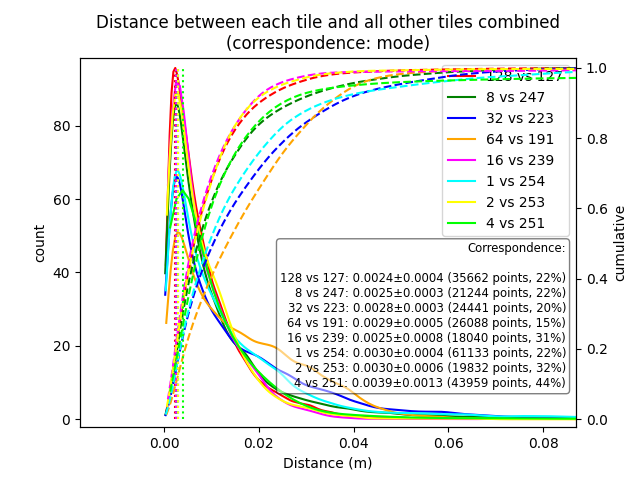 Distance between each tile and all other tiles combined
(correspondence: mode)
count
80
60
40
20
0
0.00
0.02
0.04
0.06
0.08
Distance (m)
1.0
0.8
0.6
0.4
0.2
0.0
cumulative
128 vs 127
8 vs 247
32 vs 223
64 vs 191
16 vs 239
1 vs 254
2 vs 253
4 vs 251
Correspondence:
128 vs 127: 0.0024±0.0004 (35662 points, 22%)
8 vs 247: 0.0025±0.0003 (21244 points, 22%)
32 vs 223: 0.0028±0.0003 (24441 points, 20%)
64 vs 191: 0.0029±0.0005 (26088 points, 15%)
16 vs 239: 0.0025±0.0008 (18040 points, 31%)
1 vs 254: 0.0030±0.0004 (61133 points, 22%)
2 vs 253: 0.0030±0.0006 (19832 points, 32%)
4 vs 251: 0.0039±0.0013 (43959 points, 44%)